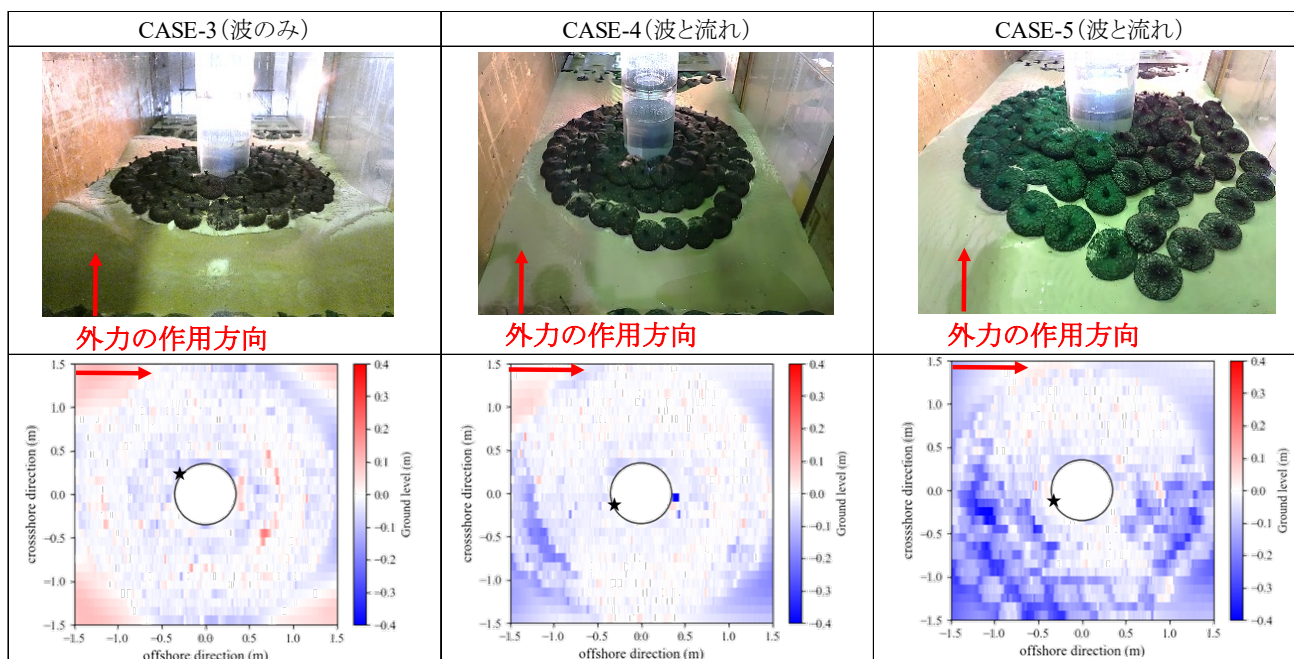 CASE-3（波のみ）
CASE-4（波と流れ）
CASE-5（波と流れ）
外力の作用方向
外力の作用方向
外力の作用方向
1.5
1.0
0.5
0.0
−0.5
−1.0
−1.5
crossshore direction (m)
−1.5 −1.0 −0.5 0.0 0.5 1.0 1.5
offshore direction (m)
0.4
0.3
0.2
0.1
0.0
−0.1
−0.2
−0.3
−0.4
Ground level (m)
1.5
1.0
0.5
0.0
−0.5
−1.0
−1.5
crossshore direction (m)
−1.5 −1.0 −0.5 0.0 0.5 1.0 1.5
offshore direction (m)
0.4
0.3
0.2
0.1
0.0
−0.1
−0.2
−0.3
−0.4
Ground level (m)
1.5
1.0
0.5
0.0
−0.5
−1.0
−1.5
crossshore direction (m)
−1.5 −1.0 −0.5 0.0 0.5 1.0 1.5
offshore direction (m)
0.4
0.3
0.2
0.1
0.0
−0.1
−0.2
−0.3
−0.4
Ground level (m)